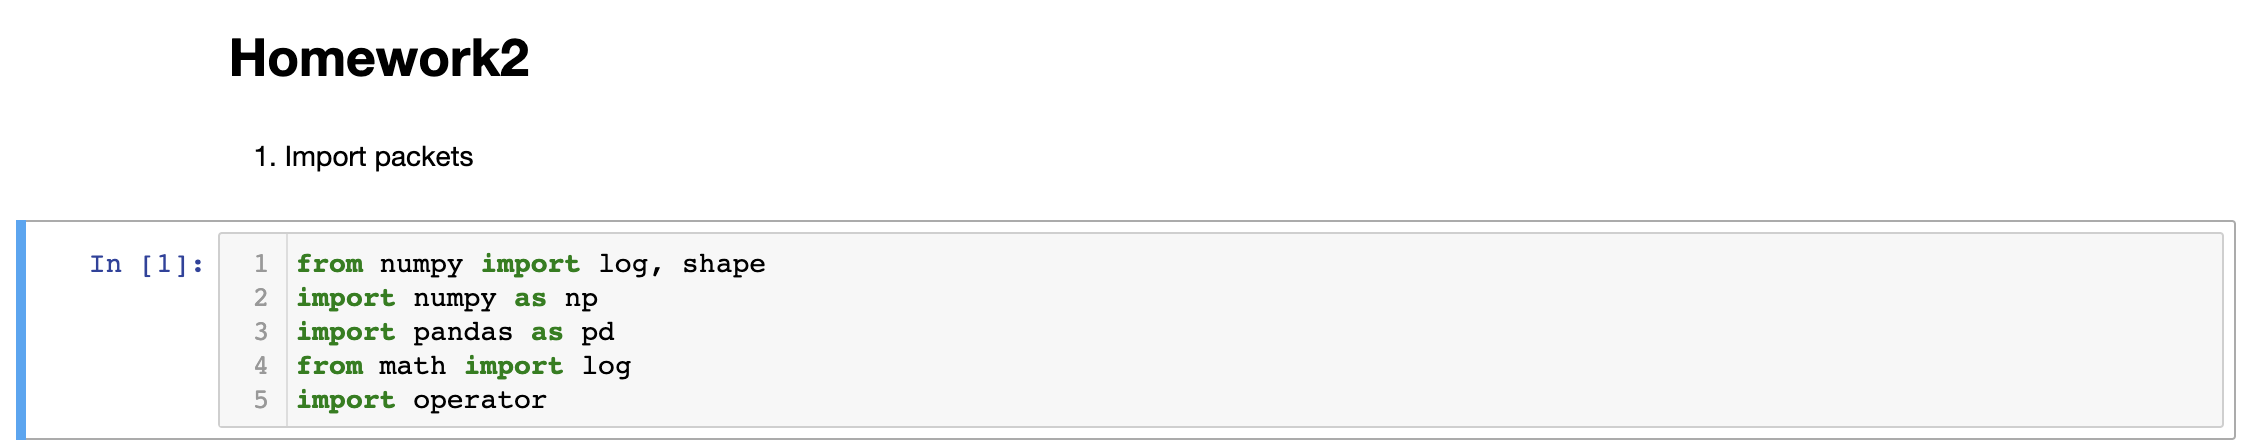 Homework2
1. Import packets
In [1]:
1 from numpy import log, shape
2 import numpy as np
3 import pandas as pd
4 from math import log
5 import operator